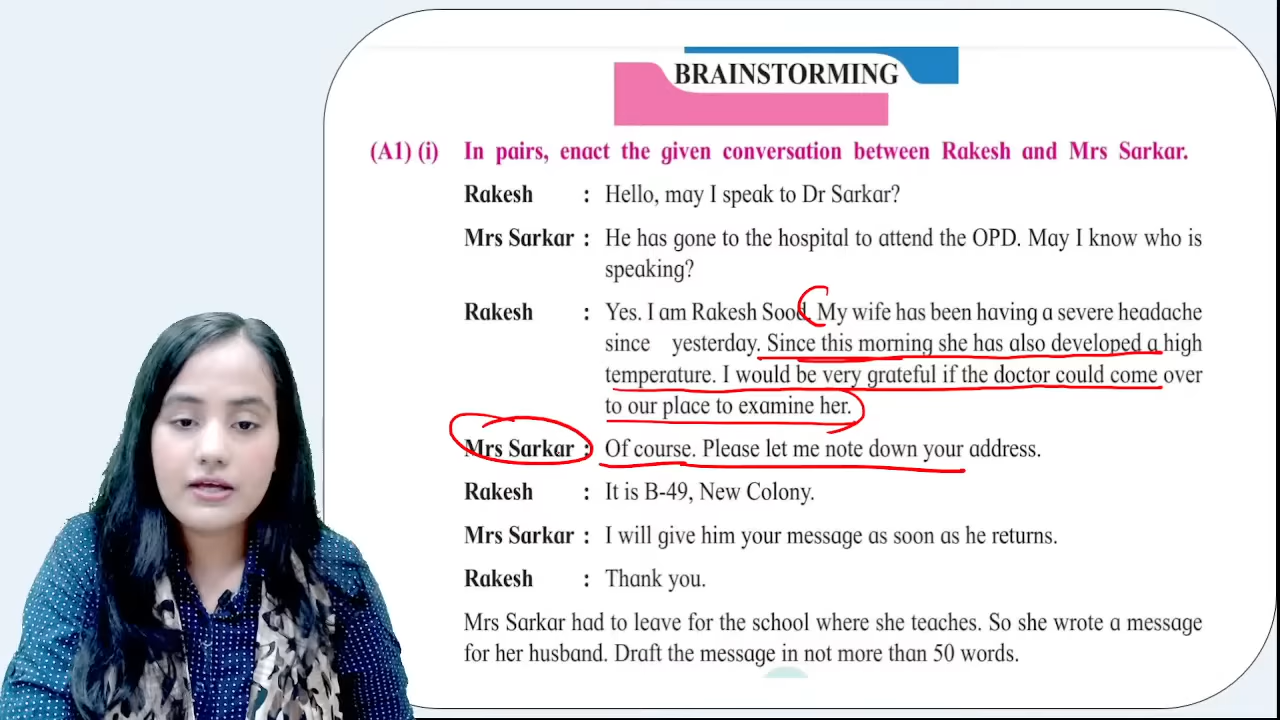 BRAINSTORMING
(A1) (i) In pairs, enact the given conversation between Rakesh and Mrs Sarkar.
Rakesh : Hello, may I speak to Dr Sarkar?
Mrs Sarkar : He has gone to the hospital to attend the OPD. May I know who is
speaking?
Rakesh : Yes. I am Rakesh Sood. My wife has been having a severe headache
since yesterday. Since this morning she has also developed a high
temperature. I would be very grateful if the doctor could come over
to our place to examine her.
Mrs Sarkar : Of course. Please let me note down your address.
Rakesh : It is B-49, New Colony.
Mrs Sarkar : I will give him your message as soon as he returns.
Rakesh : Thank you.
Mrs Sarkar had to leave for the school where she teaches. So she wrote a message
for her husband. Draft the message in not more than 50 words.